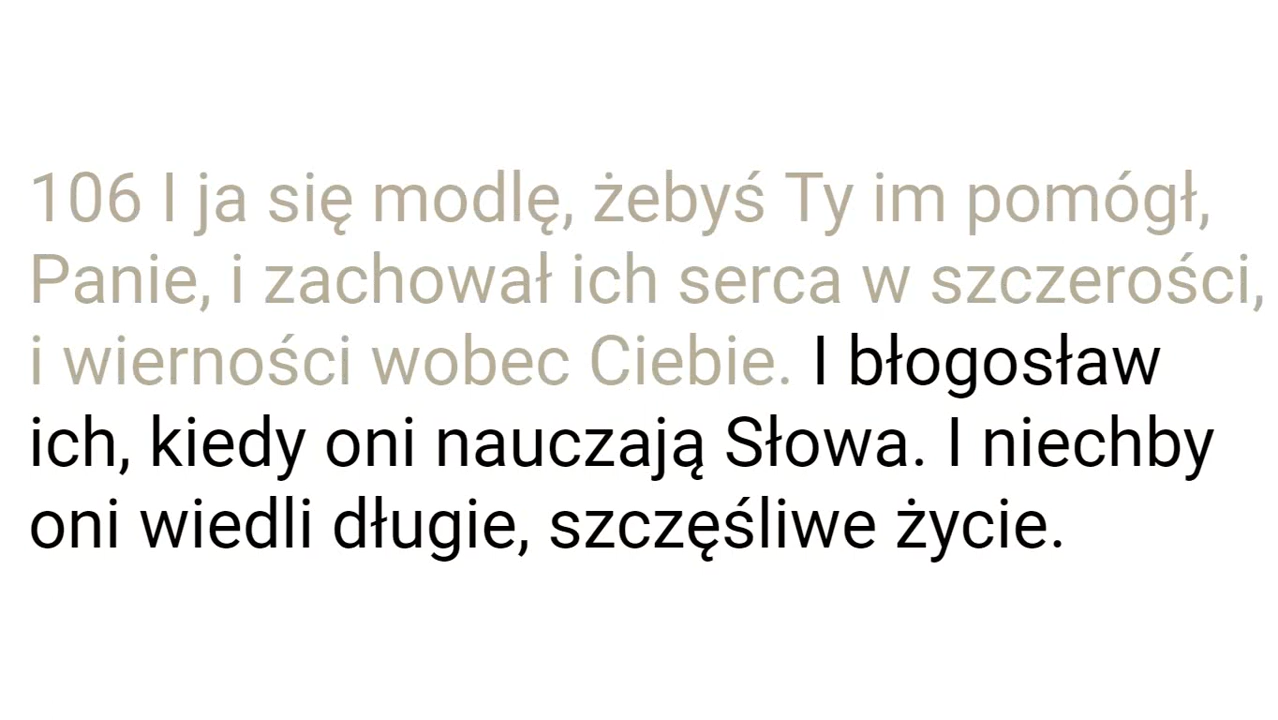 106 I ja się modlę, żebyś Ty im pomógł,
Panie, i zachował ich serca w szczerości,
i wierności wobec Ciebie. I błogosław
ich, kiedy oni nauczają Słowa. I niechby
oni wiedli długie, szczęśliwe życie.